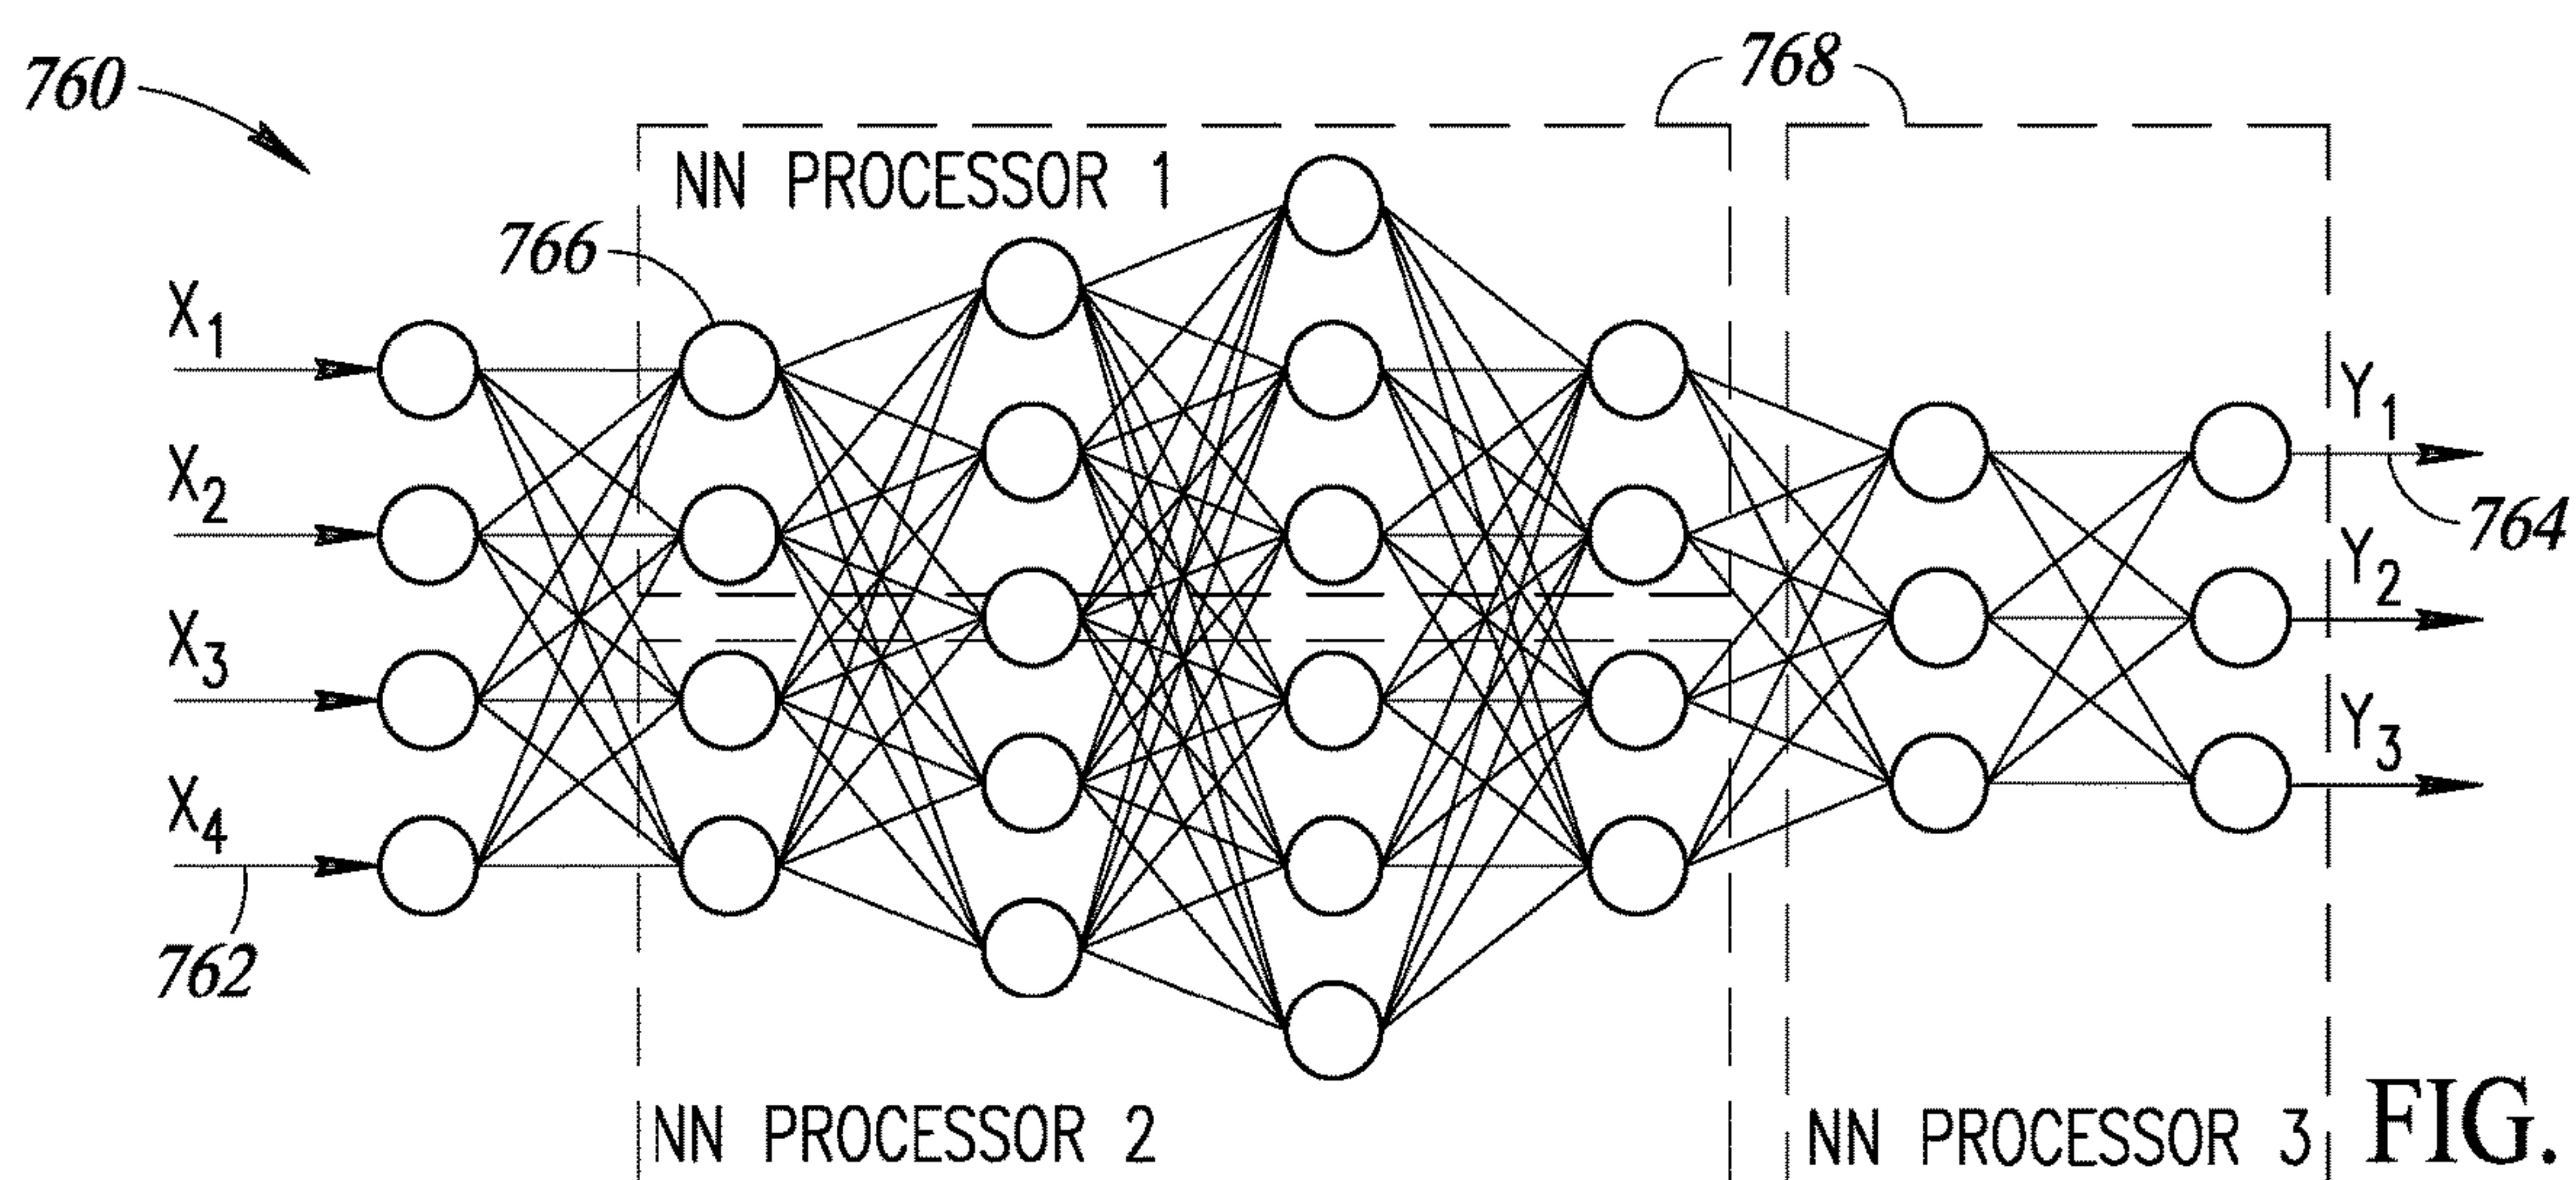 760
768
NN PROCESSOR 1
766
X1
X2
X3
X4
762
Y1
764
Y2
Y3
NN PROCESSOR 2
NN PROCESSOR 3
FIG.